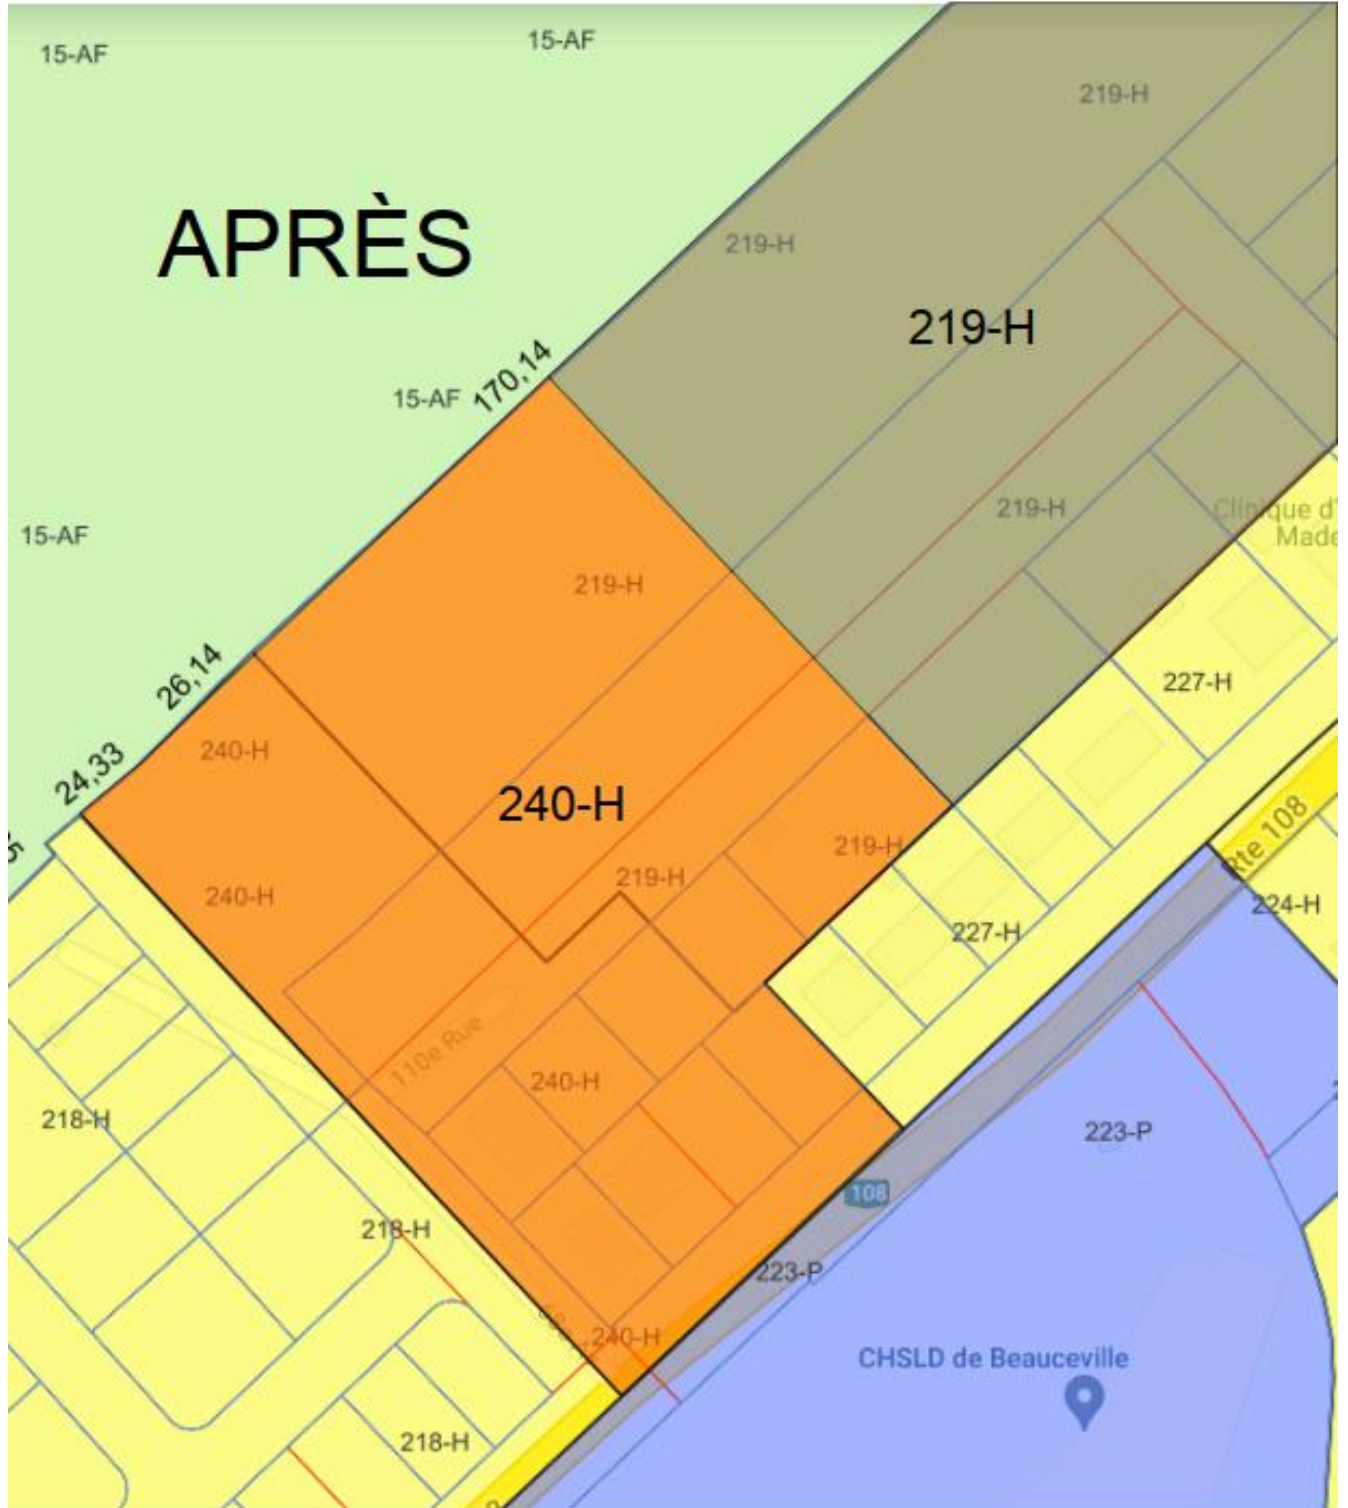 15-AF
15-AF
219-H
APRÈS
219-H
219-H
170,14
15-AF
219-H
Clinique d'
Made
15-AF
219-H
26,14
227-H
240-H
24,33
240-H
Rte 108
219-H
219-H
240-H
224-H
227-H
110e Rue
240-H
218-H
223-P
108
218-H
223-P
240-H
CHSLD de Beauceville
218-H